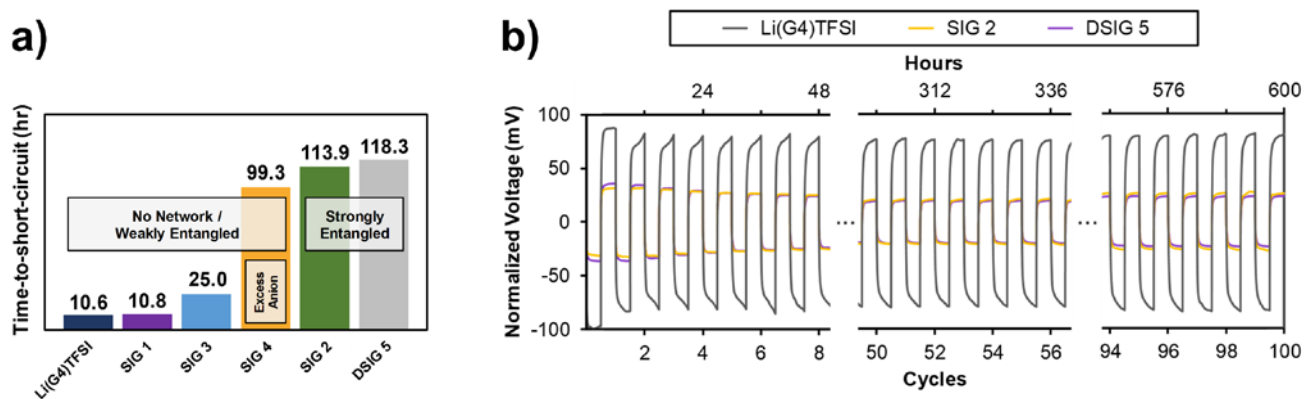 a)
Time-to-short-circuit (hr)
10.6
10.8
25.0
99.3
113.9
118.3
No Network /
Weakly Entangled
Strongly
Entangled
Excess
Anion
Li(G4)TFSI
SIG 1
SIG 3
SIG 4
SIG 2
DSIG 5
b)
Li(G4)TFSI SIG 2 DSIG 5
Hours
24 48 312 336 576 600
Normalized Voltage (mV)
100
50
0
-50
-100
... ...
2 4 6 8 50 52 54 56 94 96 98 100
Cycles